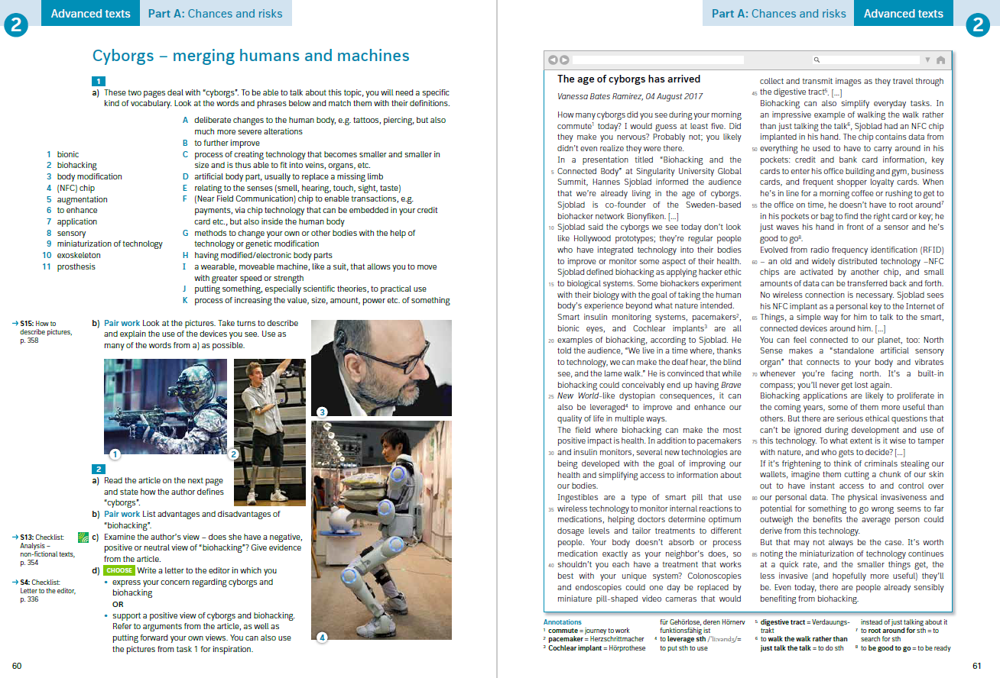 2
Advanced texts
Part A: Chances and risks
Cyborgs – merging humans and machines
1
a) These two pages deal with “cyborgs”. To be able to talk about this topic, you will need a specific
kind of vocabulary. Look at the words and phrases below and match them with their definitions.
1 bionic
2 biohacking
3 body modification
4 (NFC) chip
5 augmentation
6 to enhance
7 application
8 sensory
9 miniaturization of technology
10 exoskeleton
11 prosthesis
A deliberate changes to the human body, e.g. tattoos, piercing, but also
much more severe alterations
B to further improve
C process of creating technology that becomes smaller and smaller in
size and is thus able to fit into veins, organs, etc.
D artificial body part, usually to replace a missing limb
E relating to the senses (smell, hearing, touch, sight, taste)
F (Near Field Communication) chip to enable transactions, e.g.
payments, via chip technology that can be embedded in your credit
card etc., but also inside the human body
G methods to change your own or other bodies with the help of
technology or genetic modification
H having modified/electronic body parts
I a wearable, moveable machine, like a suit, that allows you to move
with greater speed or strength
J putting something, especially scientific theories, to practical use
K process of increasing the value, size, amount, power etc. of something
→ S15: How to
describe pictures,
p. 358
b) Pair work Look at the pictures. Take turns to describe
and explain the use of the devices you see. Use as
many of the words from a) as possible.
1
2
3
4
2
a) Read the article on the next page
and state how the author defines
“cyborgs”.
b) Pair work List advantages and disadvantages of
“biohacking”.
→ S13: Checklist:
Analysis –
non-fictional texts,
p. 354
c) Examine the author’s view – does she have a negative,
positive or neutral view of “biohacking”? Give evidence
from the article.
→ S4: Checklist:
Letter to the editor,
p. 336
d) CHOOSE Write a letter to the editor in which you
• express your concern regarding cyborgs and
biohacking
OR
• support a positive view of cyborgs and biohacking.
Refer to arguments from the article, as well as
putting forward your own views. You can also use
the pictures from task 1 for inspiration.
60
Part A: Chances and risks
Advanced texts
2
The age of cyborgs has arrived
Vanessa Bates Ramirez, 04 August 2017
How many cyborgs did you see during your morning
commute¹ today? I would guess at least five. Did
they make you nervous? Probably not; you likely
didn’t even realize they were there.
In a presentation titled “Biohacking and the
5 Connected Body” at Singularity University Global
Summit, Hannes Sjoblad informed the audience
that we’re already living in the age of cyborgs.
Sjoblad is co-founder of the Sweden-based
biohacker network Bionyfiken. [...]
10 Sjoblad said the cyborgs we see today don’t look
like Hollywood prototypes; they’re regular people
who have integrated technology into their bodies
to improve or monitor some aspect of their health.
Sjoblad defined biohacking as applying hacker ethic
15 to biological systems. Some biohackers experiment
with their biology with the goal of taking the human
body’s experience beyond what nature intended.
Smart insulin monitoring systems, pacemakers²,
bionic eyes, and Cochlear implants³ are all
20 examples of biohacking, according to Sjoblad. He
told the audience, “We live in a time where, thanks
to technology, we can make the deaf hear, the blind
see, and the lame walk.” He is convinced that while
biohacking could conceivably end up having Brave
25 New World-like dystopian consequences, it can
also be leveraged⁴ to improve and enhance our
quality of life in multiple ways.
The field where biohacking can make the most
positive impact is health. In addition to pacemakers
30 and insulin monitors, several new technologies are
being developed with the goal of improving our
health and simplifying access to information about
our bodies.
Ingestibles are a type of smart pill that use
35 wireless technology to monitor internal reactions to
medications, helping doctors determine optimum
dosage levels and tailor treatments to different
people. Your body doesn’t absorb or process
medication exactly as your neighbor’s does, so
40 shouldn’t you each have a treatment that works
best with your unique system? Colonoscopies
and endoscopies could one day be replaced by
miniature pill-shaped video cameras that would
collect and transmit images as they travel through
45 the digestive tract⁵. [...]
Biohacking can also simplify everyday tasks. In
an impressive example of walking the walk rather
than just talking the talk⁶, Sjoblad had an NFC chip
implanted in his hand. The chip contains data from
50 everything he used to have to carry around in his
pockets: credit and bank card information, key
cards to enter his office building and gym, business
cards, and frequent shopper loyalty cards. When
he’s in line for a morning coffee or rushing to get to
55 the office on time, he doesn’t have to root around⁷
in his pockets or bag to find the right card or key; he
just waves his hand in front of a sensor and he’s
good to go⁸.
Evolved from radio frequency identification (RFID)
60 – an old and widely distributed technology –NFC
chips are activated by another chip, and small
amounts of data can be transferred back and forth.
No wireless connection is necessary. Sjoblad sees
his NFC implant as a personal key to the Internet of
65 Things, a simple way for him to talk to the smart,
connected devices around him. [...]
You can feel connected to our planet, too: North
Sense makes a “standalone artificial sensory
organ” that connects to your body and vibrates
70 whenever you’re facing north. It’s a built-in
compass; you’ll never get lost again.
Biohacking applications are likely to proliferate in
the coming years, some of them more useful than
others. But there are serious ethical questions that
can’t be ignored during development and use of
75 this technology. To what extent is it wise to tamper
with nature, and who gets to decide? [...]
If it’s frightening to think of criminals stealing our
wallets, imagine them cutting a chunk of our skin
out to have instant access to and control over
80 our personal data. The physical invasiveness and
potential for something to go wrong seems to far
outweigh the benefits the average person could
derive from this technology.
But that may not always be the case. It’s worth
85 noting the miniaturization of technology continues
at a quick rate, and the smaller things get, the
less invasive (and hopefully more useful) they’ll
be. Even today, there are people already sensibly
benefiting from biohacking.
Annotations
¹ commute = journey to work
² pacemaker = Herzschrittmacher
³ Cochlear implant = Hörprothese
für Gehörlose, deren Hörnerv
funktionsfähig ist
⁴ to leverage sth /ˈliːvərɪdʒ/=
to put sth to use
⁵ digestive tract = Verdauungs-
trakt
⁶ to walk the walk rather than
just talk the talk = to do sth
instead of just talking about it
⁷ to root around for sth = to
search for sth
⁸ to be good to go = to be ready
61